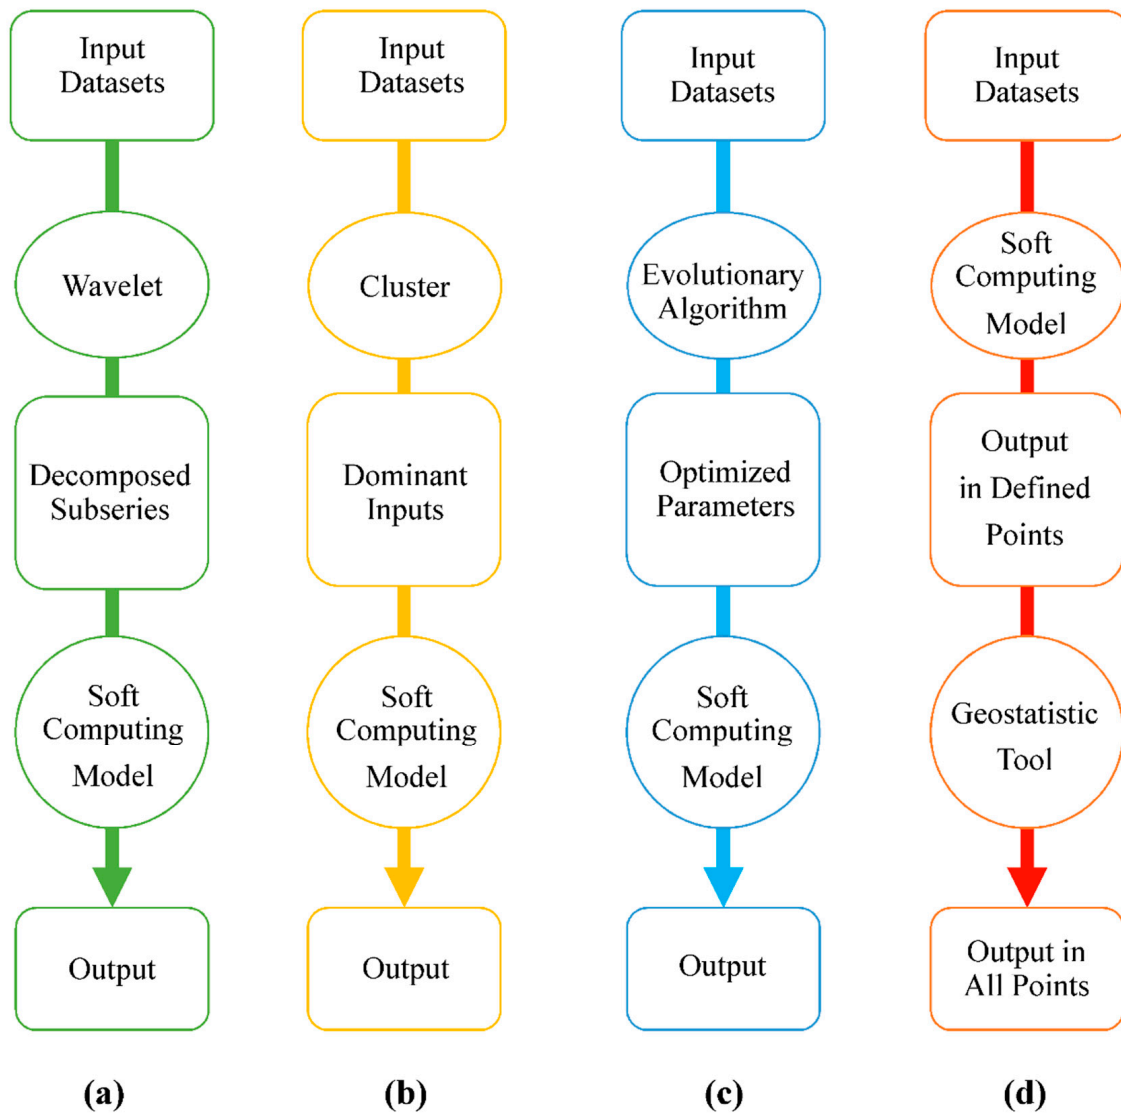 Input
Datasets
Wavelet
Decomposed
Subseries
Soft
Computing
Model
Output
(a)
Input
Datasets
Cluster
Dominant
Inputs
Soft
Computing
Model
Output
(b)
Input
Datasets
Evolutionary
Algorithm
Optimized
Parameters
Soft
Computing
Model
Output
(c)
Input
Datasets
Soft
Computing
Model
Output
in Defined
Points
Geostatistic
Tool
Output in
All Points
(d)